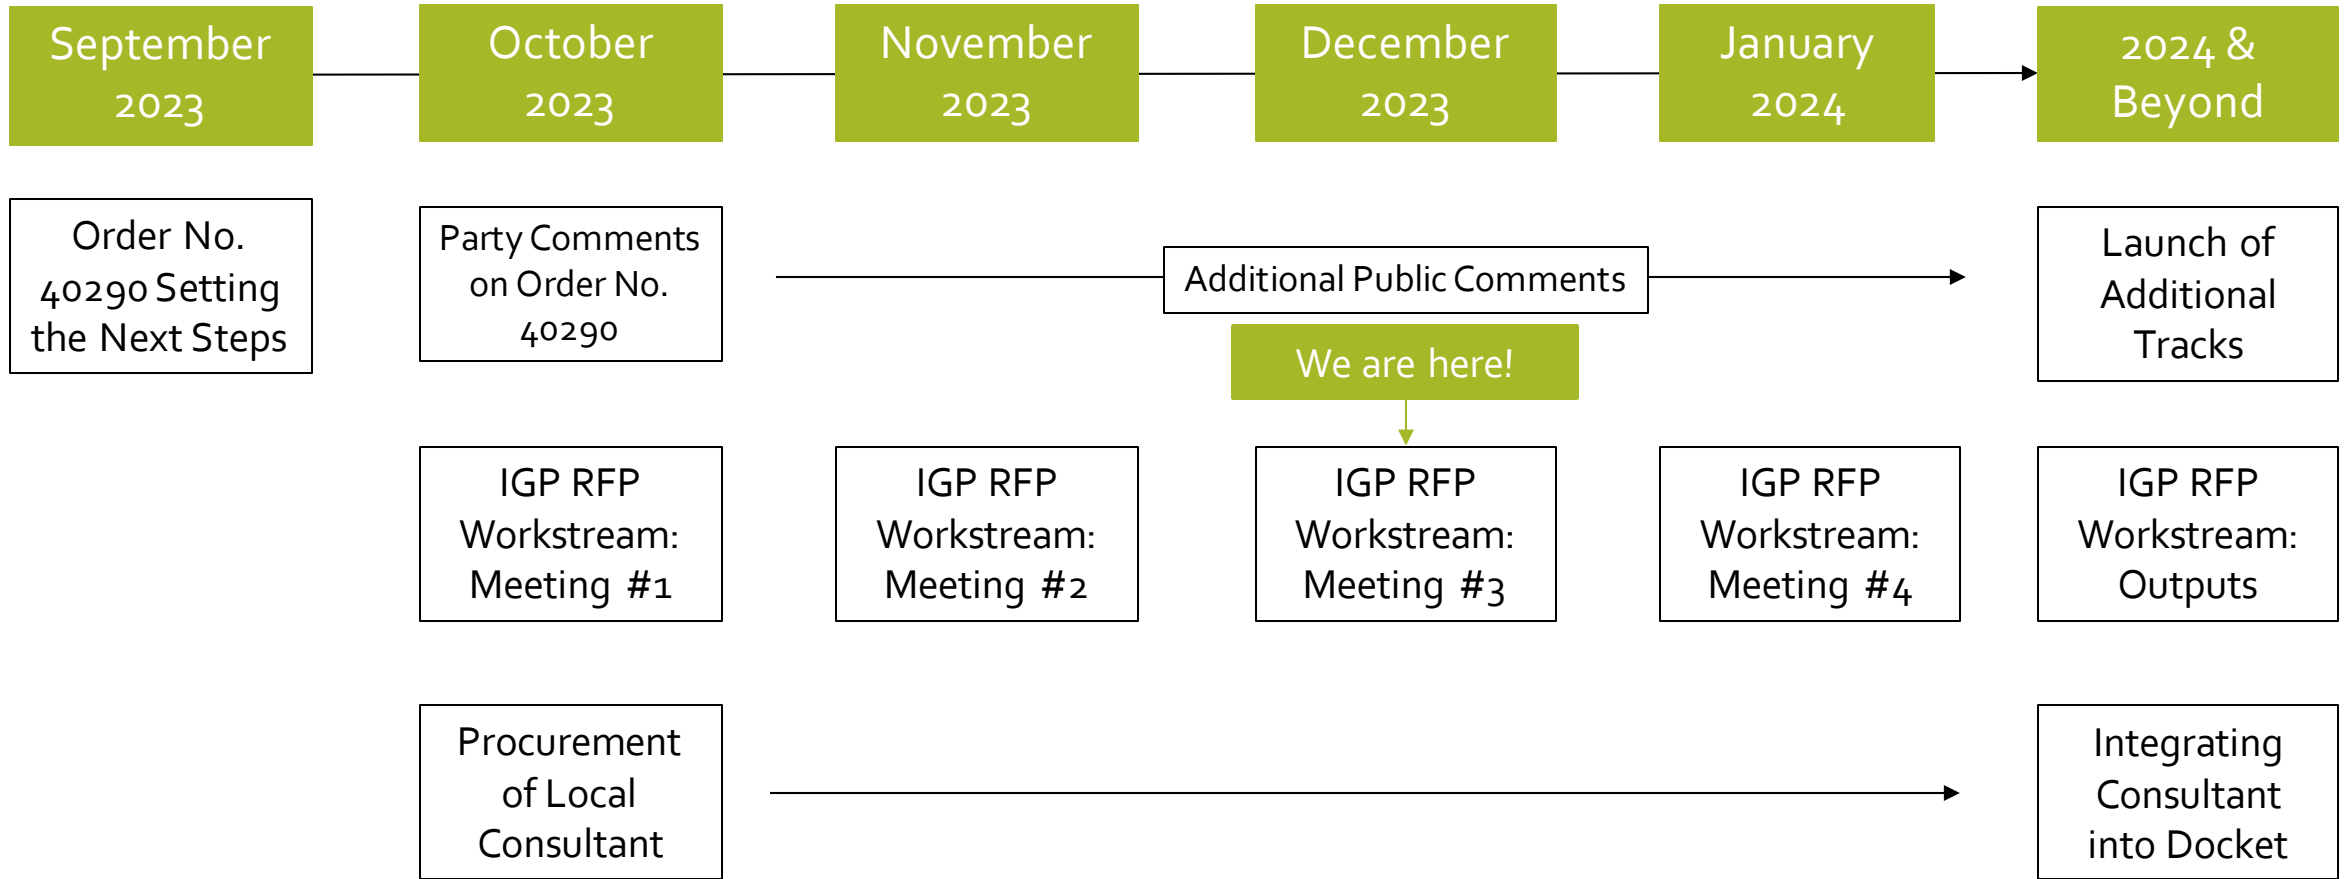 September
2023
October
2023
November
2023
December
2023
January
2024
2024 &
Beyond
Order No.
40290 Setting
the Next Steps
Party Comments
on Order No.
40290
Additional Public Comments
Launch of
Additional
Tracks
We are here!
IGP RFP
Workstream:
Meeting #1
IGP RFP
Workstream:
Meeting #2
IGP RFP
Workstream:
Meeting #3
IGP RFP
Workstream:
Meeting #4
IGP RFP
Workstream:
Outputs
Procurement
of Local
Consultant
Integrating
Consultant
into Docket